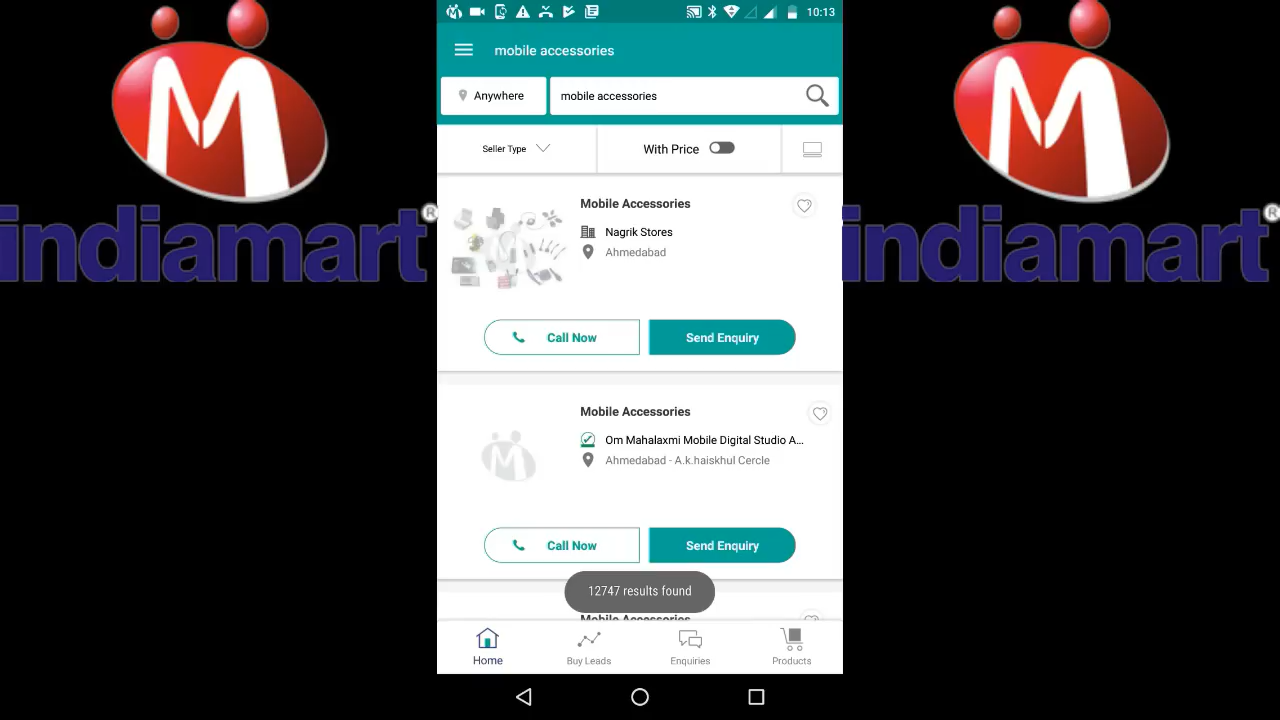 10:13
mobile accessories
Anywhere
mobile accessories
Seller Type
With Price
Mobile Accessories
Nagrik Stores
Ahmedabad
Call Now
Send Enquiry
Mobile Accessories
Om Mahalaxmi Mobile Digital Studio A...
Ahmedabad - A.k.haiskhul Cercle
Call Now
Send Enquiry
12747 results found
Mobile Accessories
Home
Buy Leads
Enquiries
Products
indiamart®
indiamart®